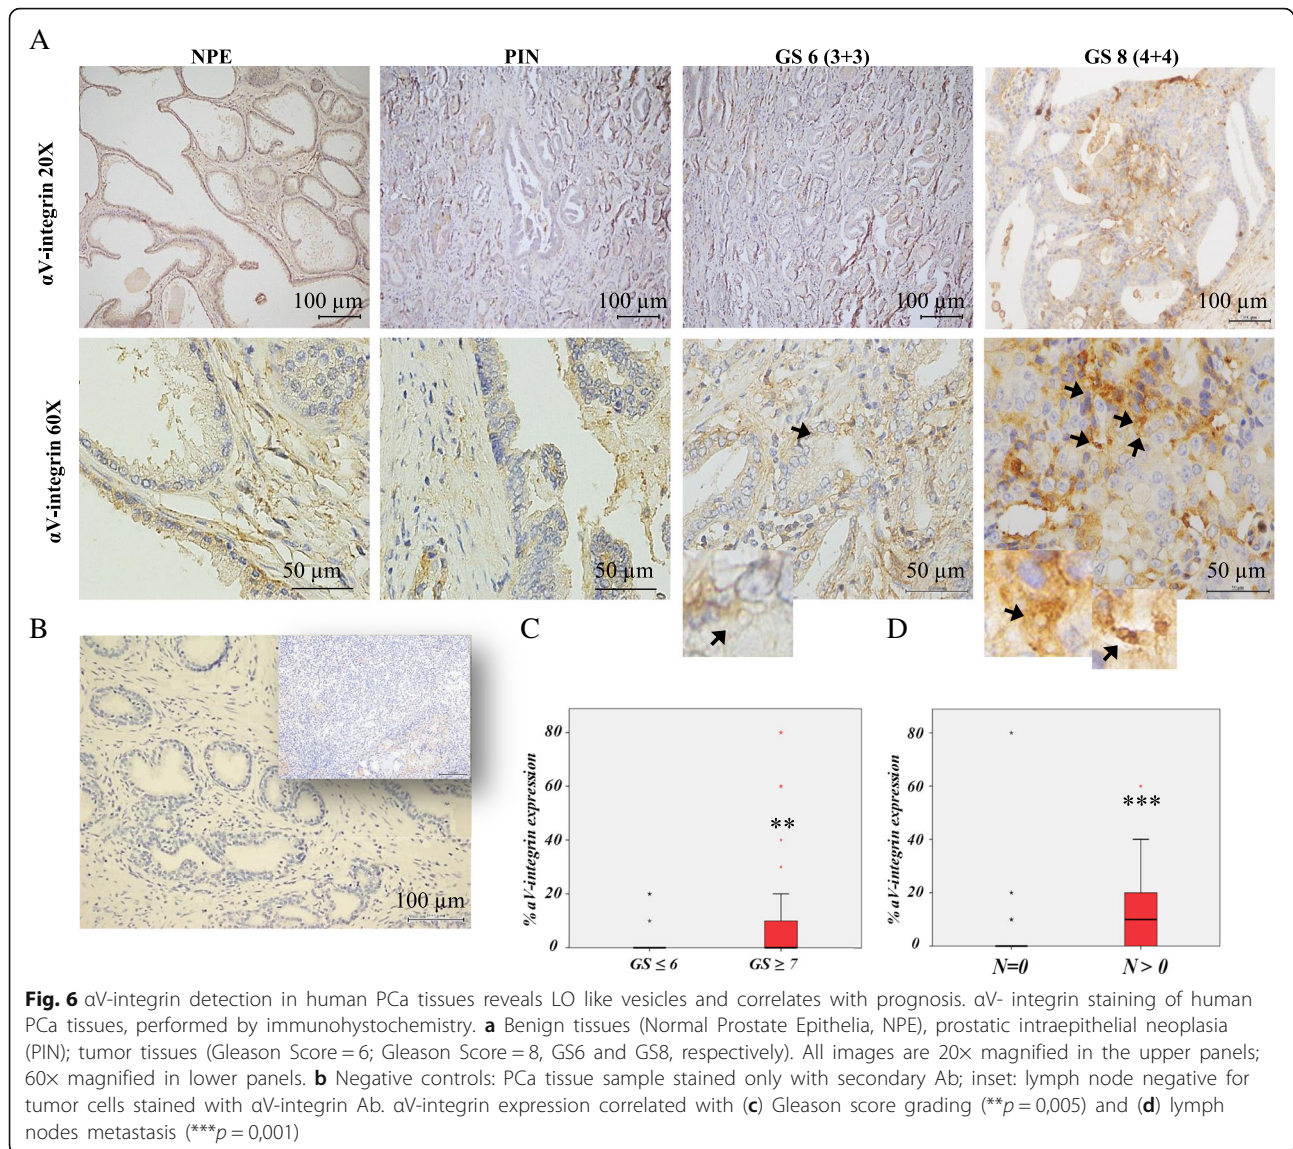 A
NPE
PIN
GS 6 (3+3)
GS 8 (4+4)
αV-integrin 20X
100 µm
100 µm
100 µm
100 µm
αV-integrin 60X
50 µm
50 µm
50 µm
B
100 µm
C
% aV-integrin expression
80
60
40
20
0
**
GS ≤ 6
GS ≥ 7
D
% aV-integrin expression
80
60
40
20
0
***
N=0
N > 0
Fig. 6 αV-integrin detection in human PCa tissues reveals LO like vesicles and correlates with prognosis. αV- integrin staining of human
PCa tissues, performed by immunohystochemistry. a Benign tissues (Normal Prostate Epithelia, NPE), prostatic intraepithelial neoplasia
(PIN); tumor tissues (Gleason Score = 6; Gleason Score = 8, GS6 and GS8, respectively). All images are 20× magnified in the upper panels;
60× magnified in lower panels. b Negative controls: PCa tissue sample stained only with secondary Ab; inset: lymph node negative for
tumor cells stained with αV-integrin Ab. αV-integrin expression correlated with (c) Gleason score grading (**p = 0,005) and (d) lymph
nodes metastasis (***p = 0,001)